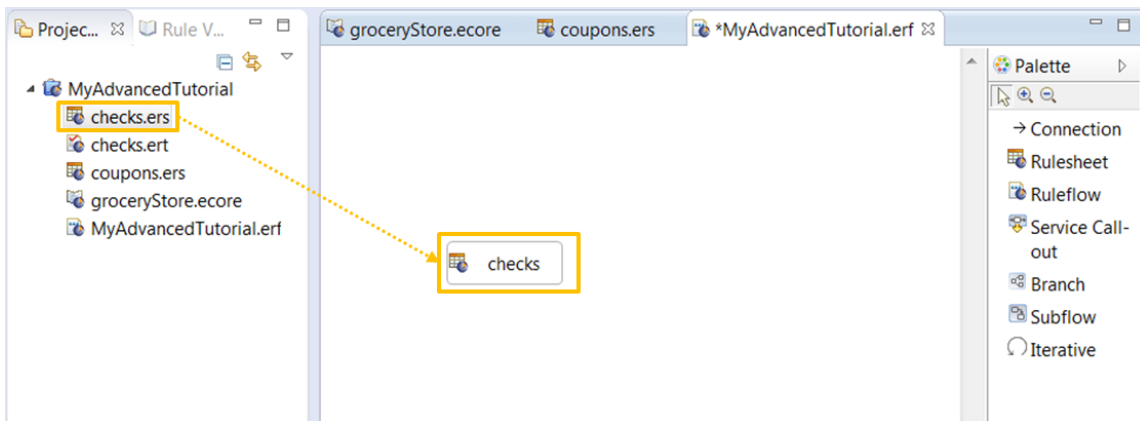 Projec... Rule V...
MyAdvancedTutorial
checks.ers
checks.ert
coupons.ers
groceryStore.ecore
MyAdvancedTutorial.erf
groceryStore.ecore coupons.ers *MyAdvancedTutorial.erf
checks
Palette
Connection
Rulesheet
Ruleflow
Service Call-
out
Branch
Subflow
Iterative